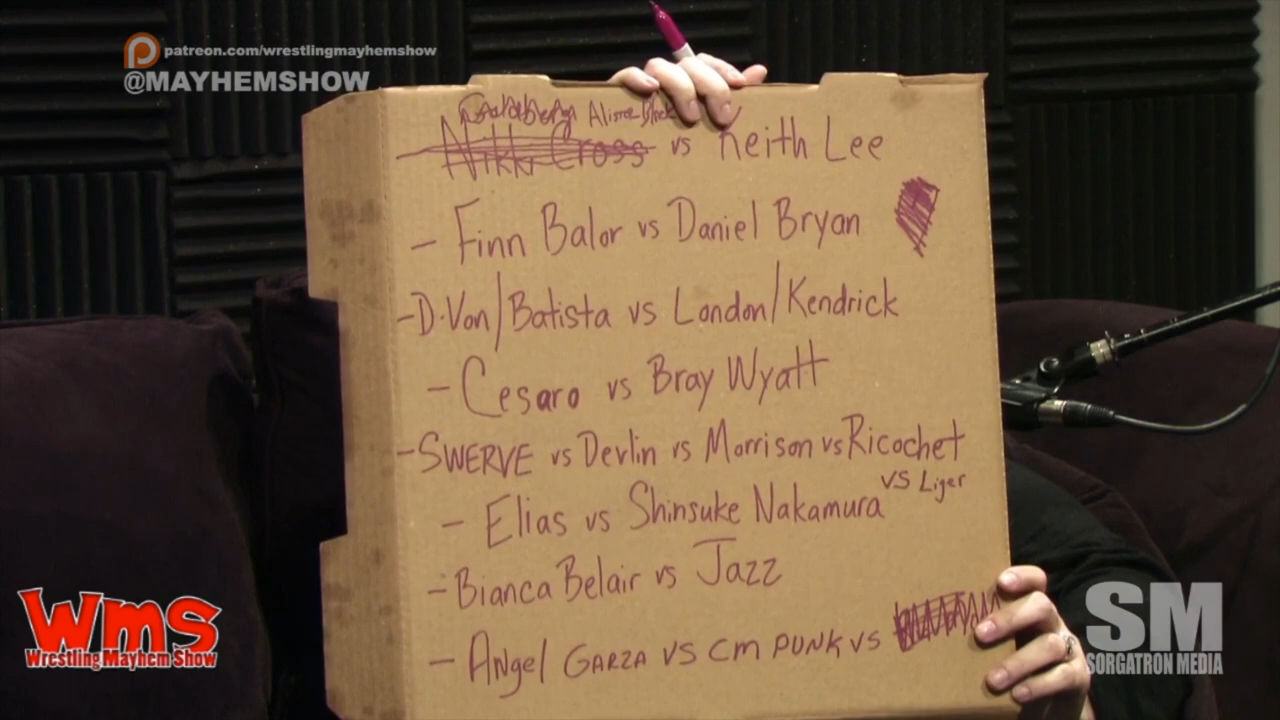 patreon.com/wrestlingmayhemshow
@MAYHEMSHOW
Goldberg Alister Black
Nikki Cross vs Keith Lee
- Finn Balor vs Daniel Bryan
- D-Von/Batista vs London/Kendrick
- Cesaro vs Bray Wyatt
- SWERVE vs Devlin vs Morrison vs Ricochet
vs Liger
- Elias vs Shinsuke Nakamura
- Bianca Belair vs Jazz
- Angel GARZA VS CM PUNK VS
WMS
Wrestling Mayhem Show
SM
SORGATRON MEDIA